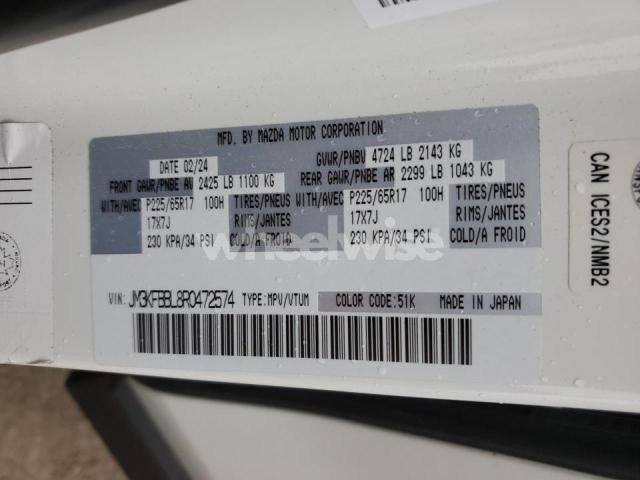 MFD. BY MAZDA MOTOR CORPORATION
DATE 02/24
GVWR/PNBV 4724 LB 2143 KG
FRONT GAWR/PNBE AV 2425 LB 1100 KG
REAR GAWR/PNBE AR 2299 LB 1043 KG
WITH/AVEC P225/65R17 100H TIRES/PNEUS
17X7J RIMS/JANTES
230 KPA/34 PSI COLD/A FROID
WITH/AVEC P225/65R17 100H TIRES/PNEUS
17X7J RIMS/JANTES
230 KPA/34 PSI COLD/A FROID
wheelwise
VIN: JM3KFBBL8R0472574 TYPE:MPV/VTUM COLOR CODE:51K MADE IN JAPAN
CAN ICES2/NMB2